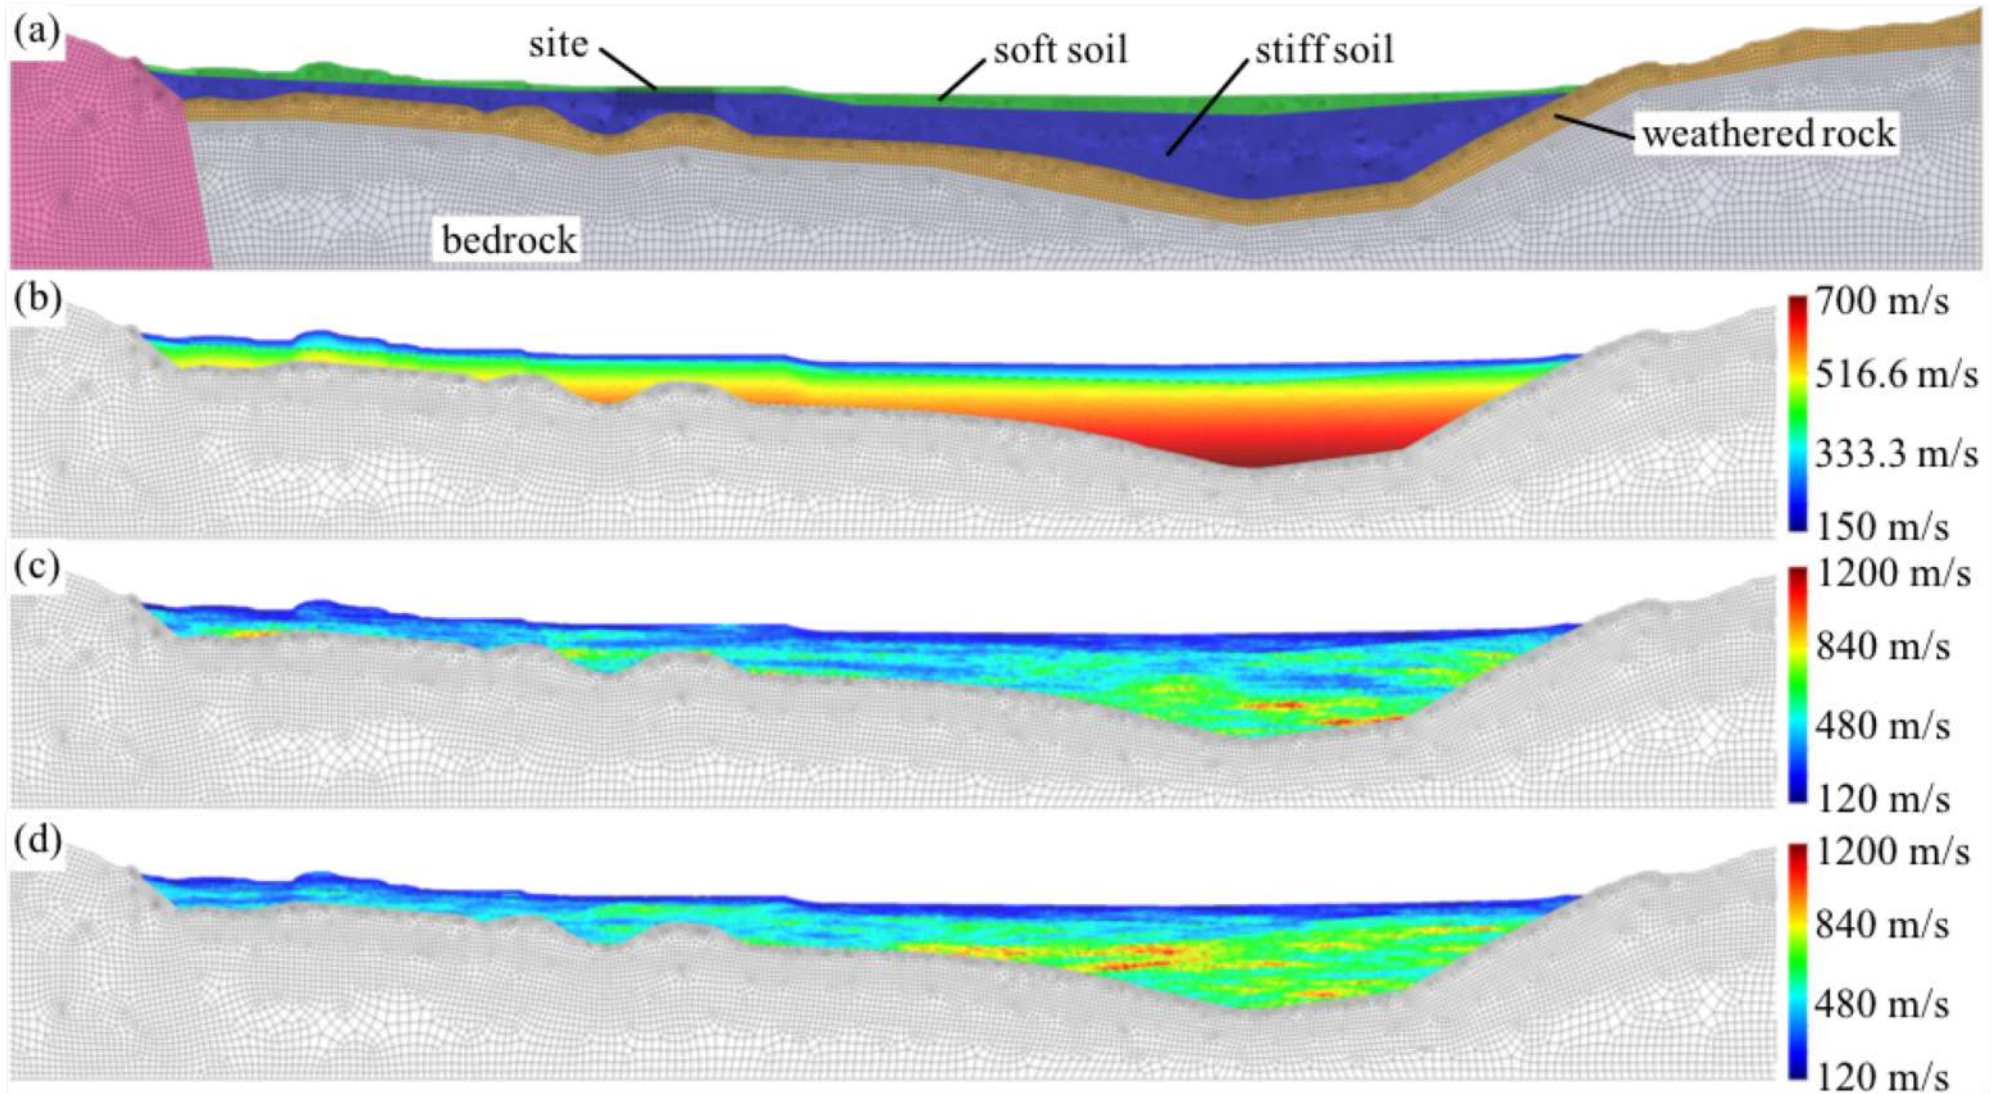 (a)
site
soft soil
stiff soil
weathered rock
bedrock
(b)
700 m/s
516.6 m/s
333.3 m/s
150 m/s
(c)
1200 m/s
840 m/s
480 m/s
120 m/s
(d)
1200 m/s
840 m/s
480 m/s
120 m/s